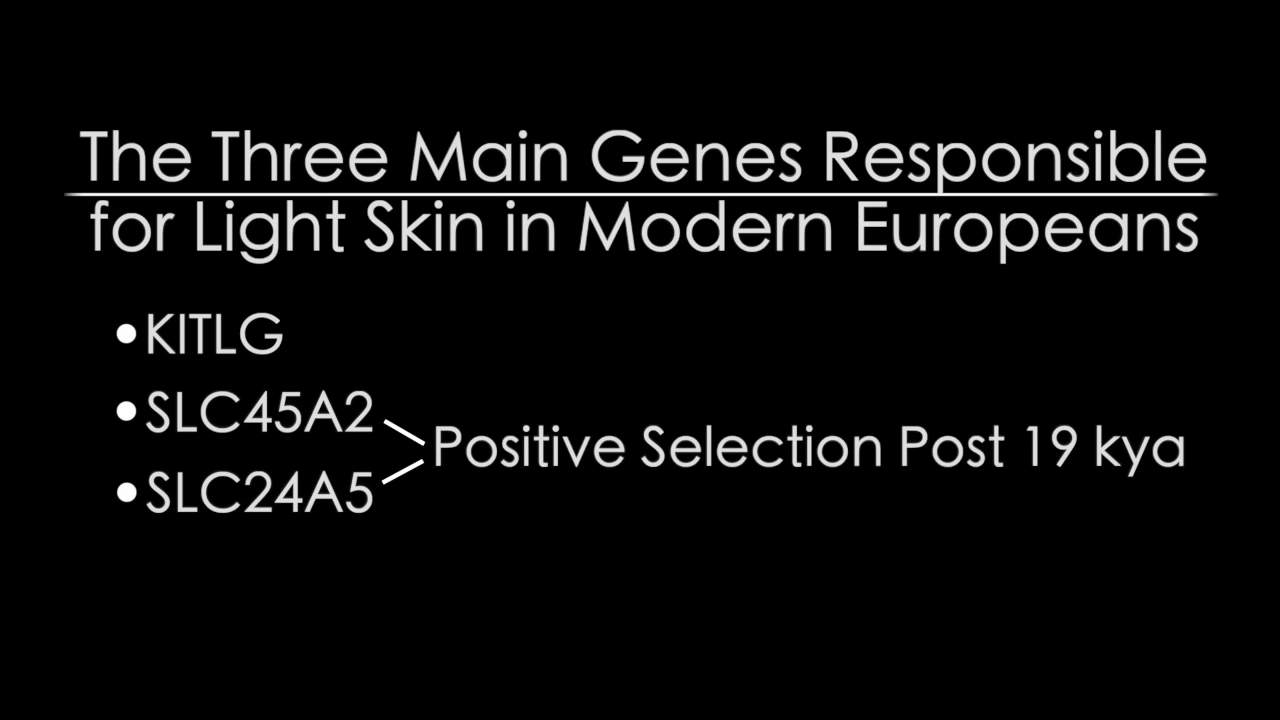 The Three Main Genes Responsible
for Light Skin in Modern Europeans
•KITLG
•SLC45A2
Positive Selection Post 19 kya
•SLC24A5